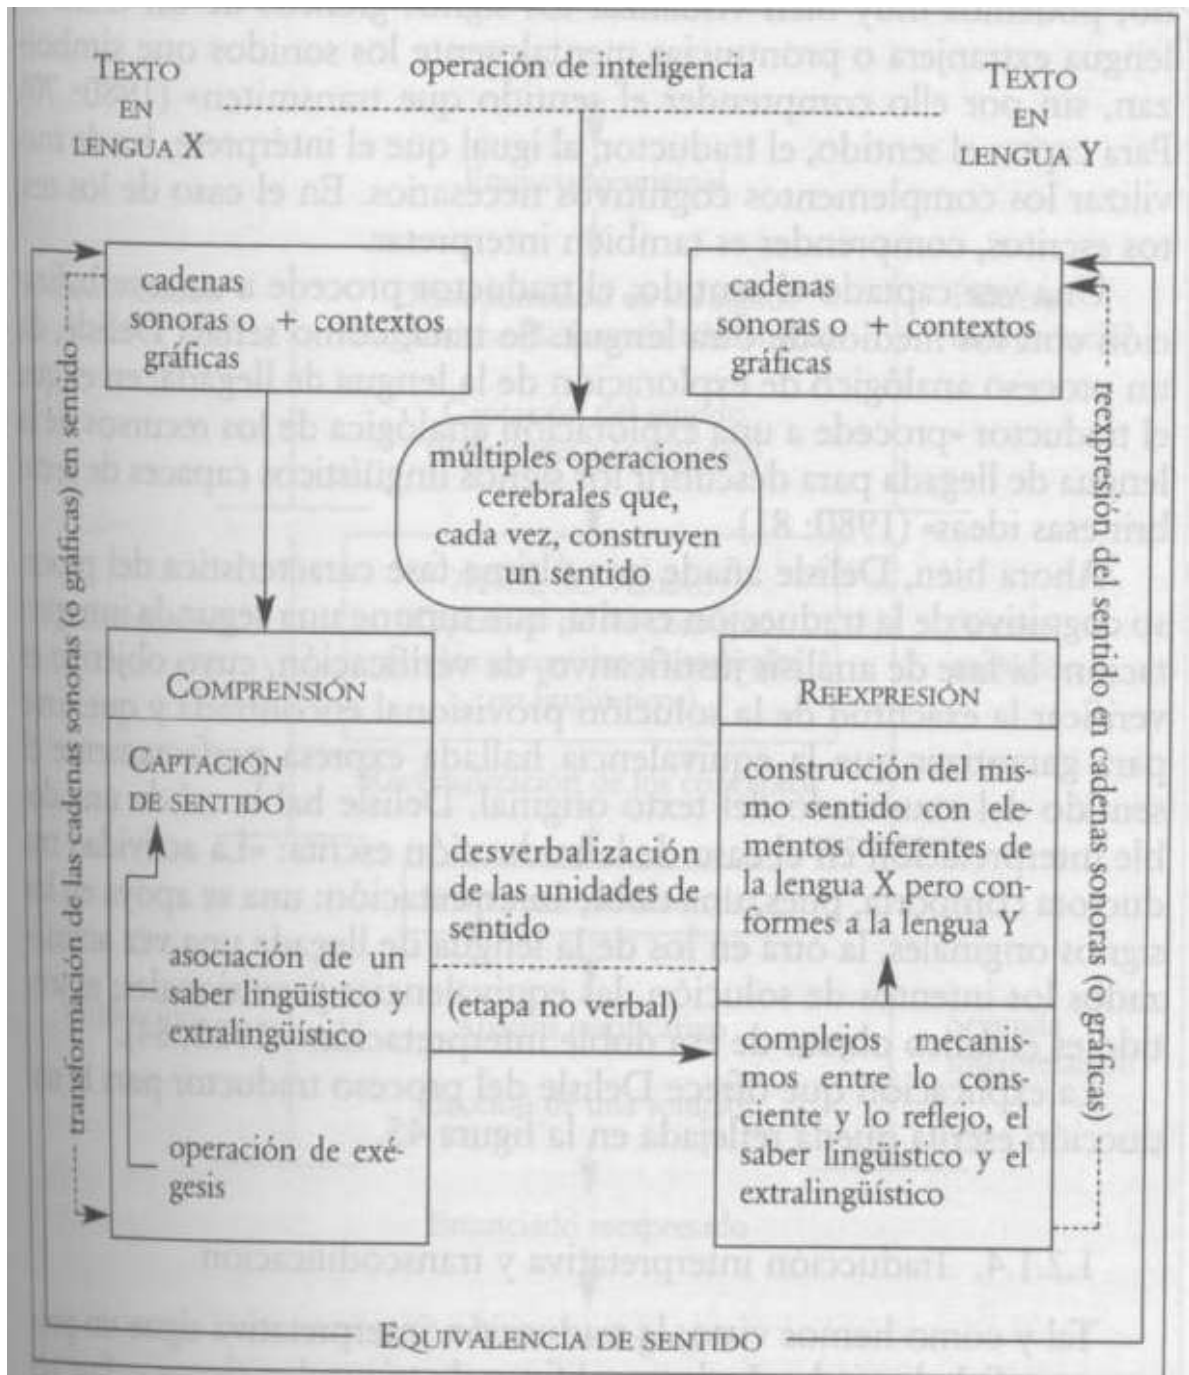 TEXTO
EN
LENGUA X
operación de inteligencia
TEXTO
EN
LENGUA Y
cadenas
sonoras o + contextos
gráficas
cadenas
sonoras o + contextos
gráficas
múltiples operaciones
cerebrales que,
cada vez, construyen
un sentido
transformación de las cadenas sonoras (o gráficas) en sentido
reexpresión del sentido en cadenas sonoras (o gráficas)
COMPRENSIÓN
CAPTACIÓN
DE SENTIDO
asociación de un
saber lingüístico y
extralingüístico
operación de exé-
gesis
desverbalización
de las unidades de
sentido
(etapa no verbal)
REEXPRESIÓN
construcción del mis-
mo sentido con ele-
mentos diferentes de
la lengua X pero con-
formes a la lengua Y
complejos mecanis-
mos entre lo cons-
ciente y lo reflejo, el
saber lingüístico y el
extralingüístico
EQUIVALENCIA DE SENTIDO